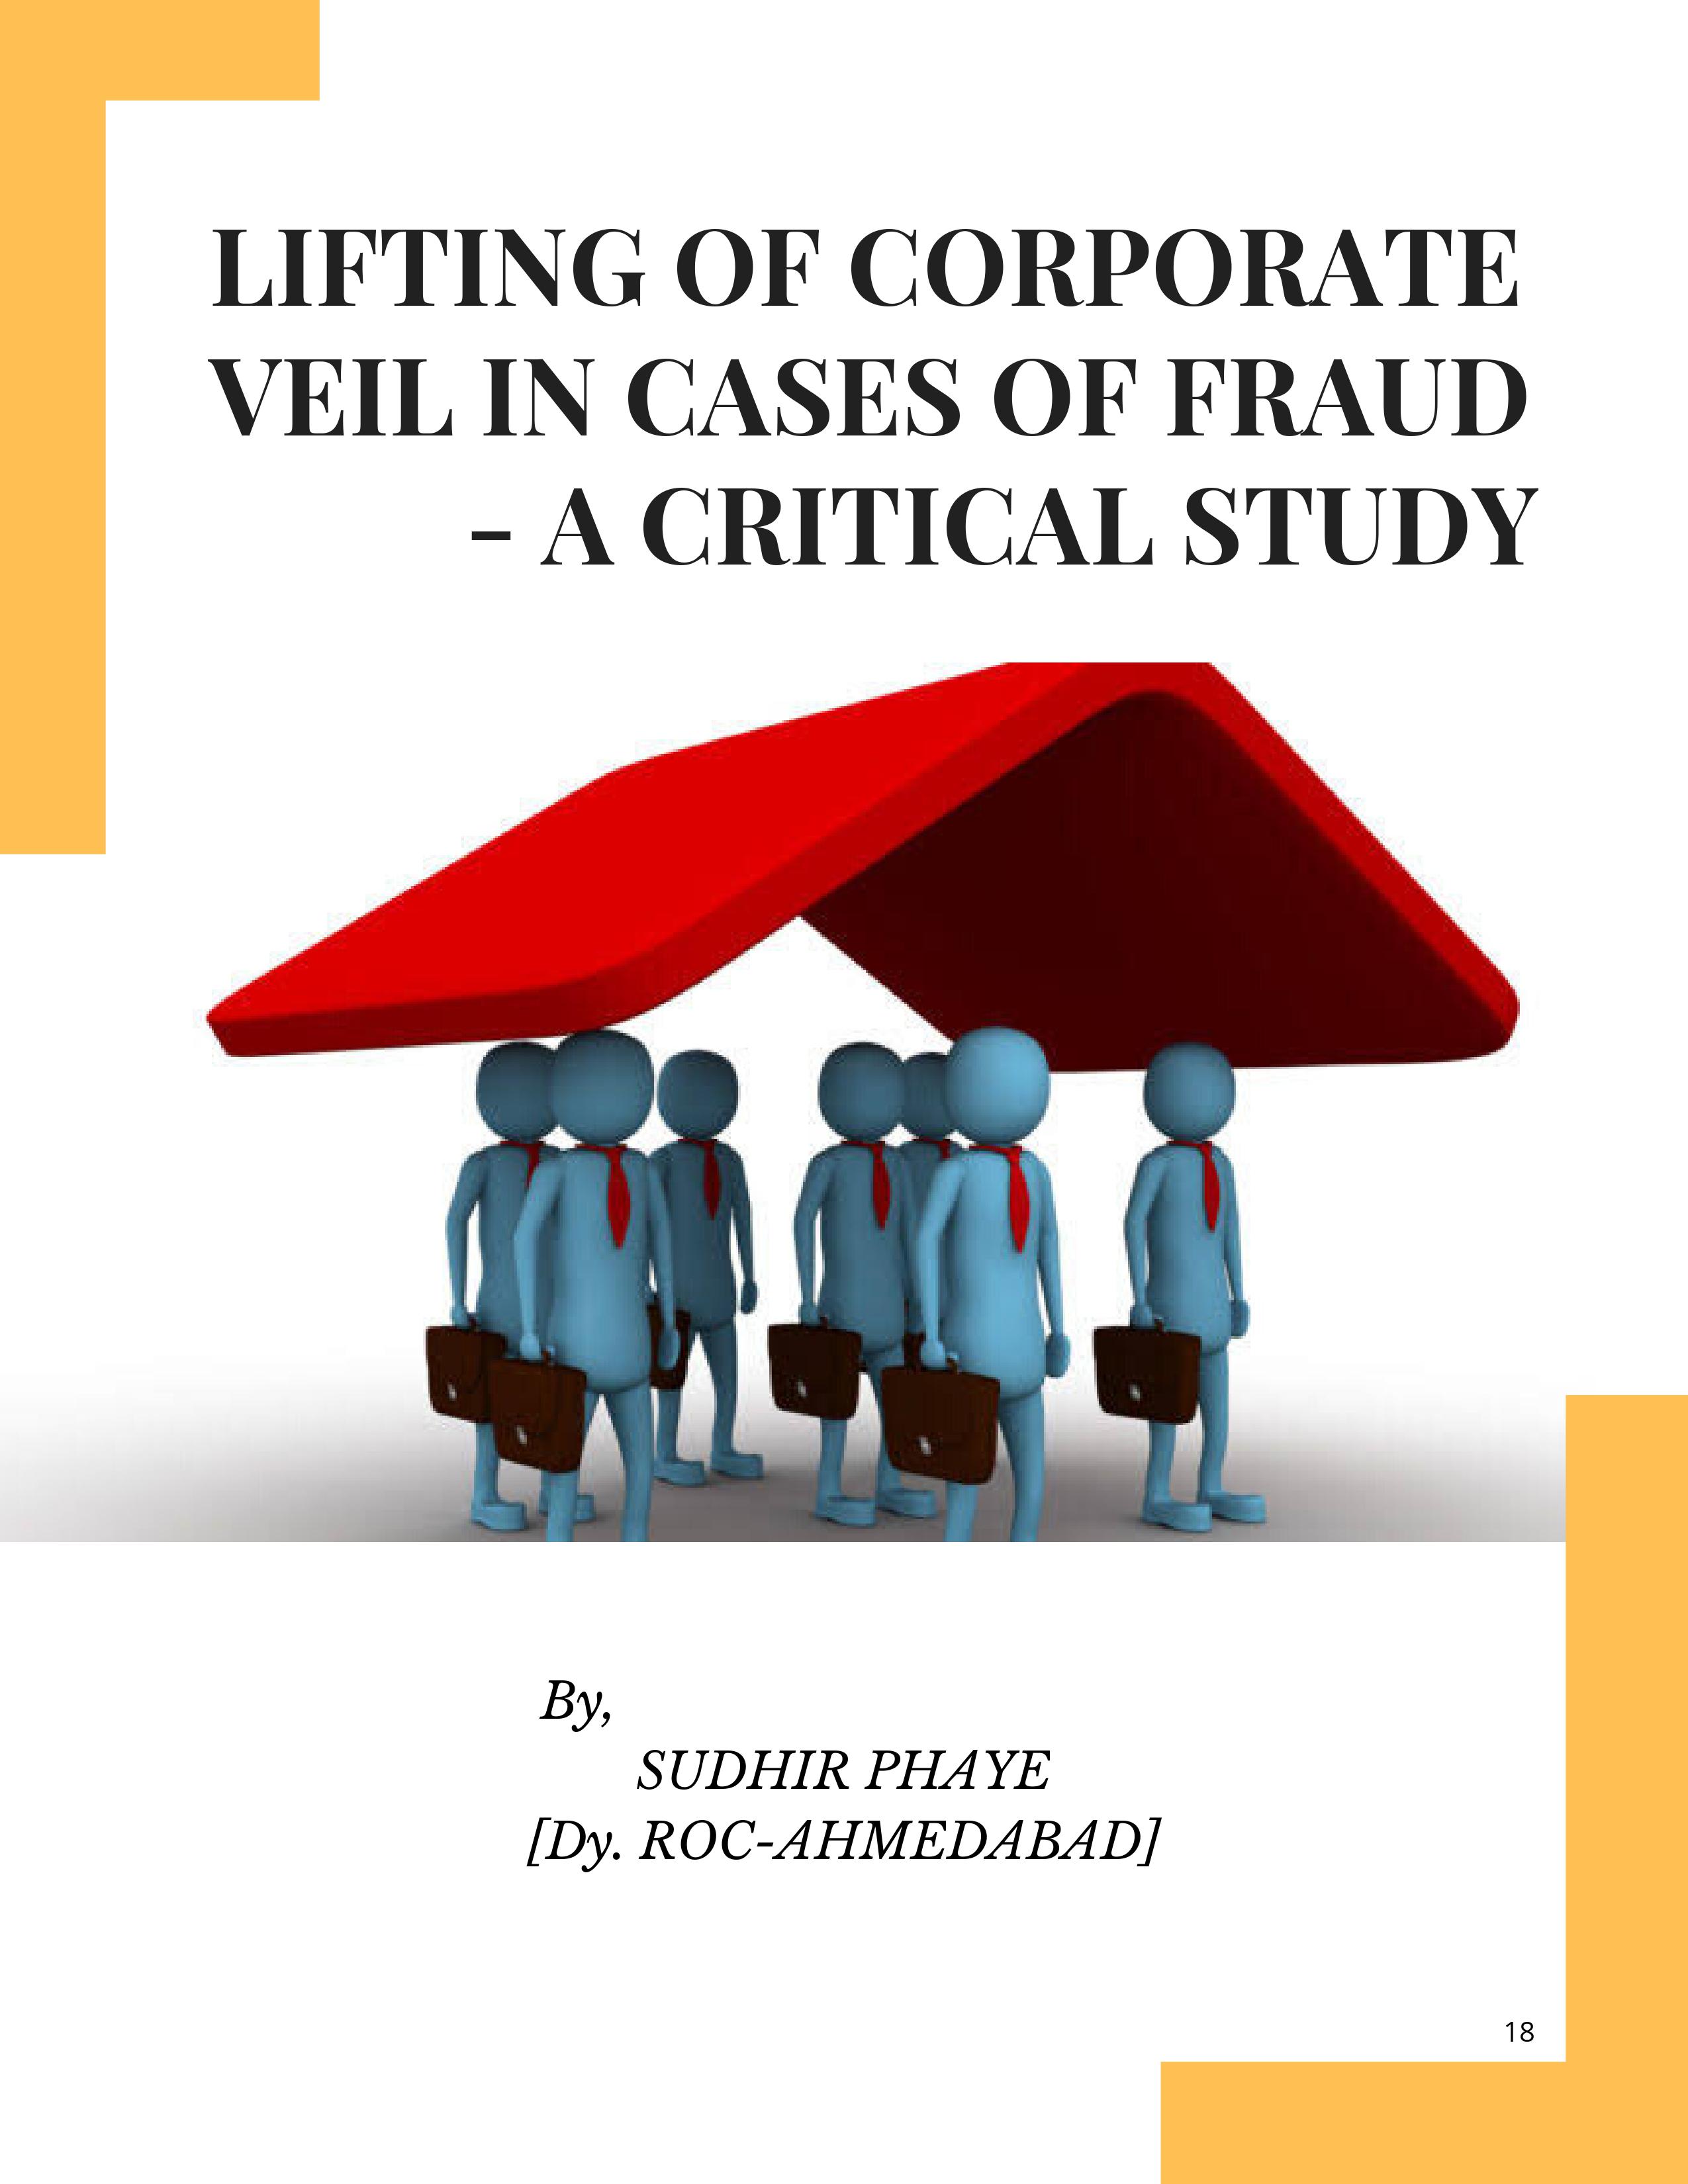 LIFTING OF CORPORATE
VEIL IN CASES OF FRAUD
– A CRITICAL STUDY
By,
SUDHIR PHAYE
[Dy. ROC-AHMEDABAD]
18